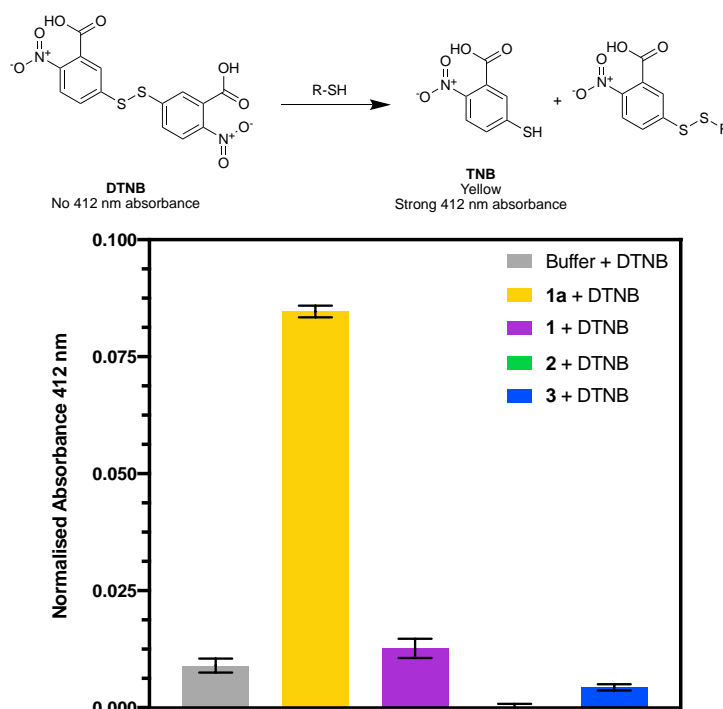 HO
O
O
N+
-O
S
S
O
OH
N+
O-
O
DTNB
No 412 nm absorbance
R-SH
HO
O
O
N+
-O
SH
TNB
Yellow
Strong 412 nm absorbance
+
HO
O
O
N+
-O
S
S
Normalised Absorbance 412 nm
0.100
0.075
0.050
0.025
0.000
Buffer + DTNB
1a + DTNB
1 + DTNB
2 + DTNB
3 + DTNB